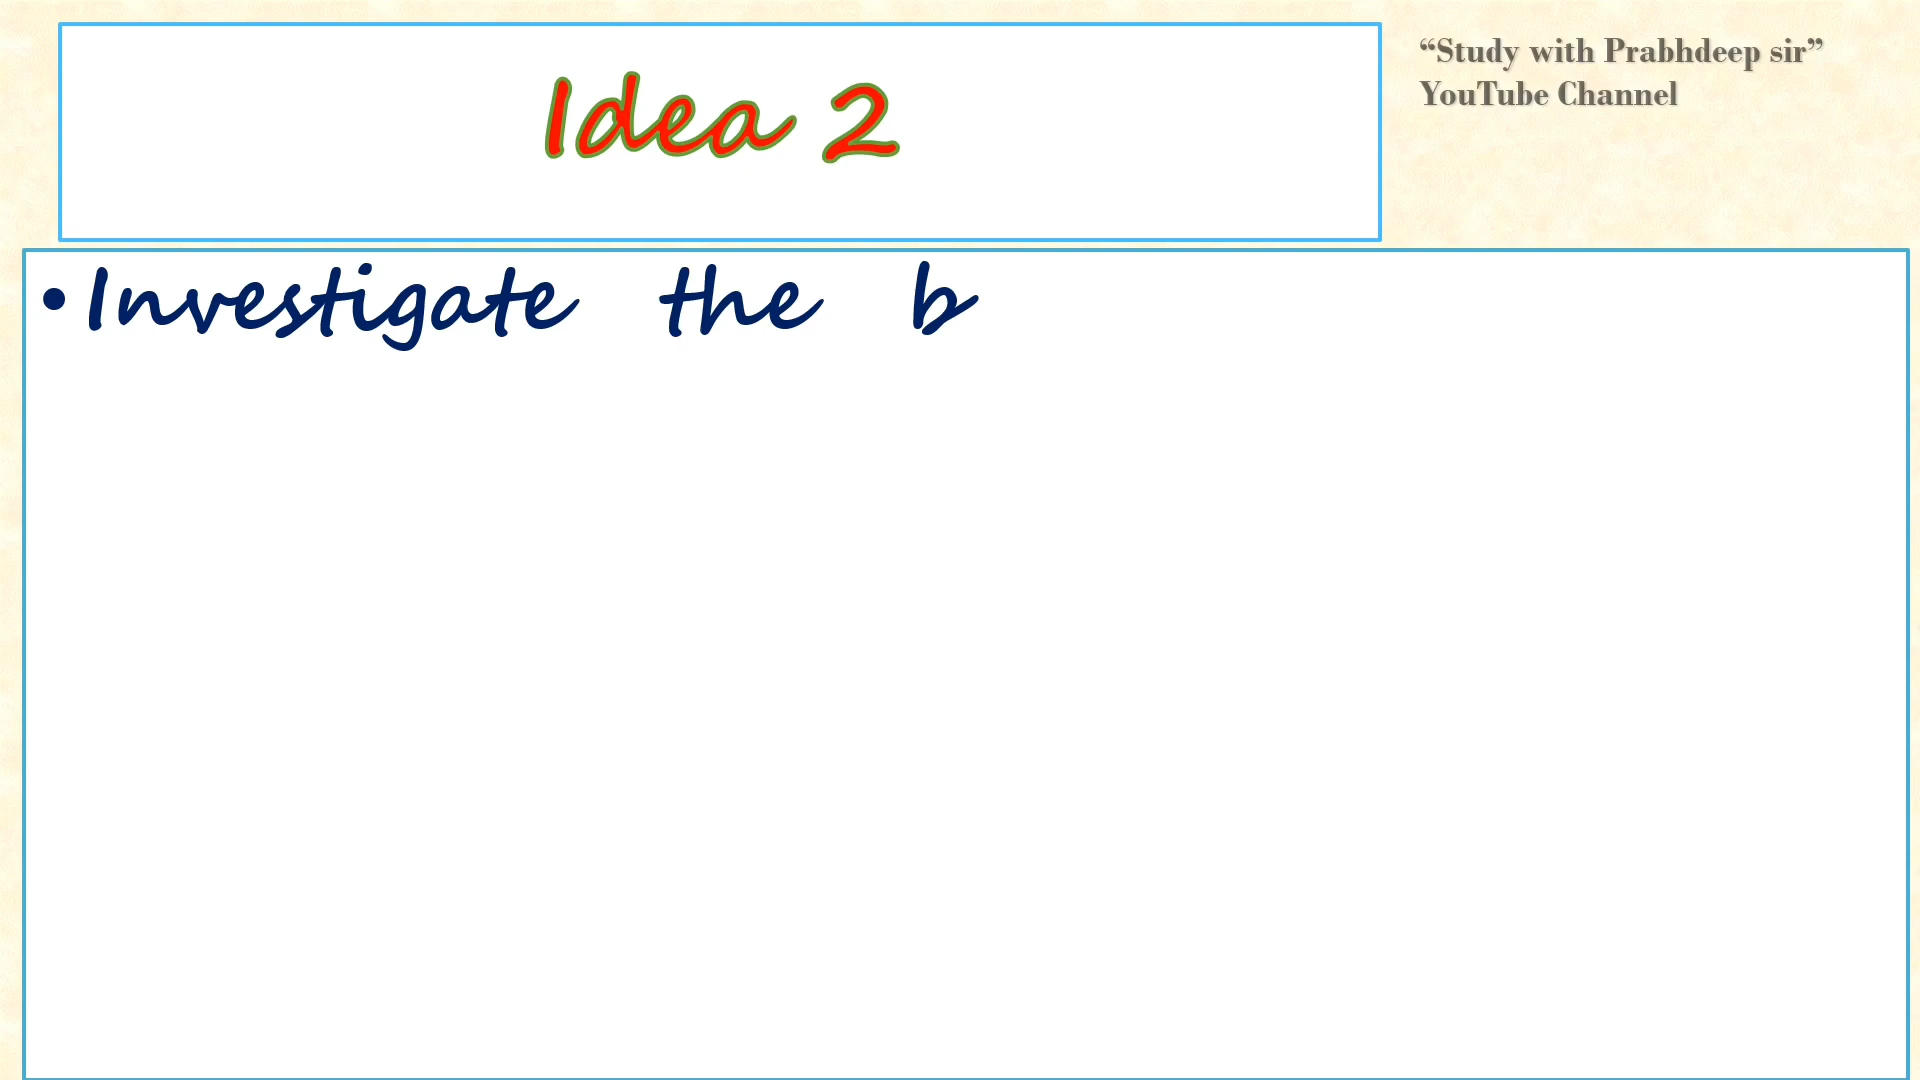 Idea 2
“Study with Prabhdeep sir”
YouTube Channel
• Investigate the b